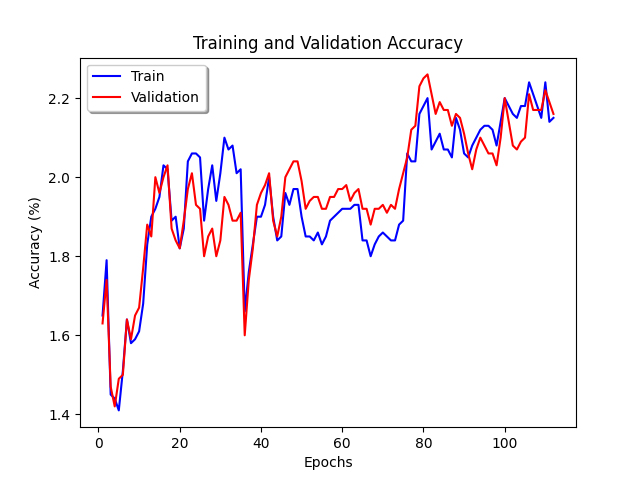 Training and Validation Accuracy
Train
Validation
Accuracy (%)
2.2
2.0
1.8
1.6
1.4
0 20 40 60 80 100
Epochs